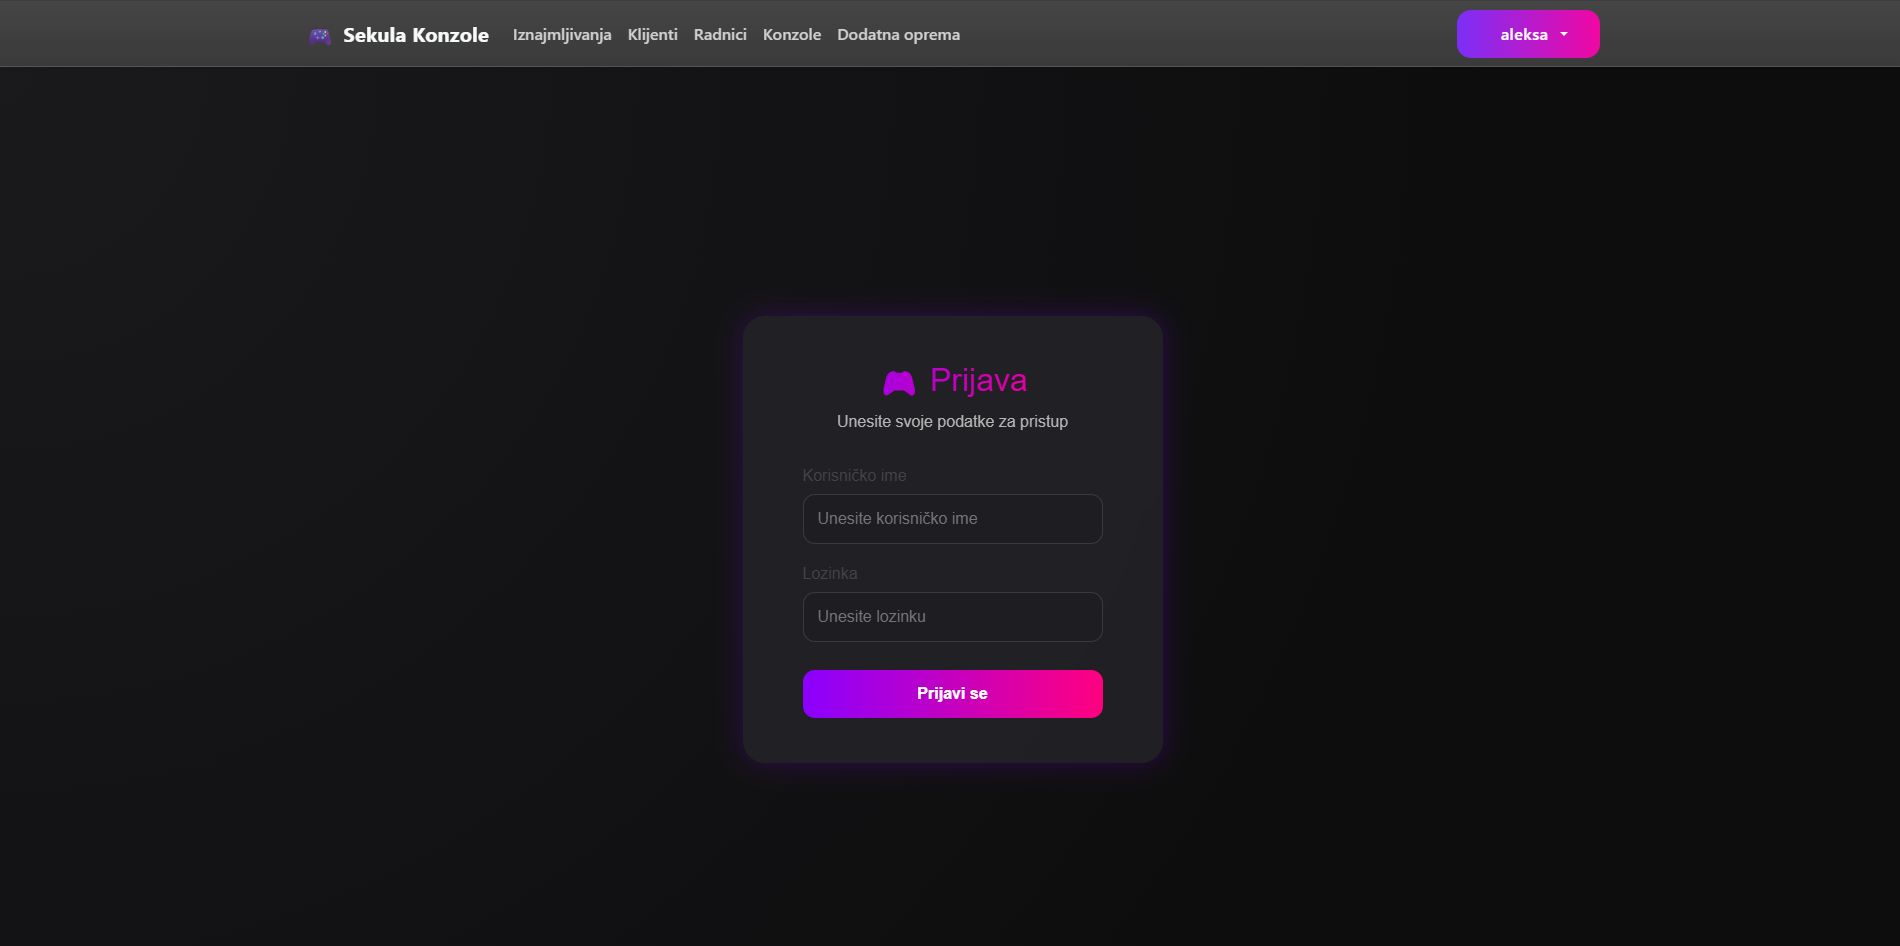 Sekula Konzole Iznajmljivanja Klijenti Radnici Konzole Dodatna oprema aleksa
Prijava
Unesite svoje podatke za pristup
Korisničko ime
Unesite korisničko ime
Lozinka
Unesite lozinku
Prijavi se